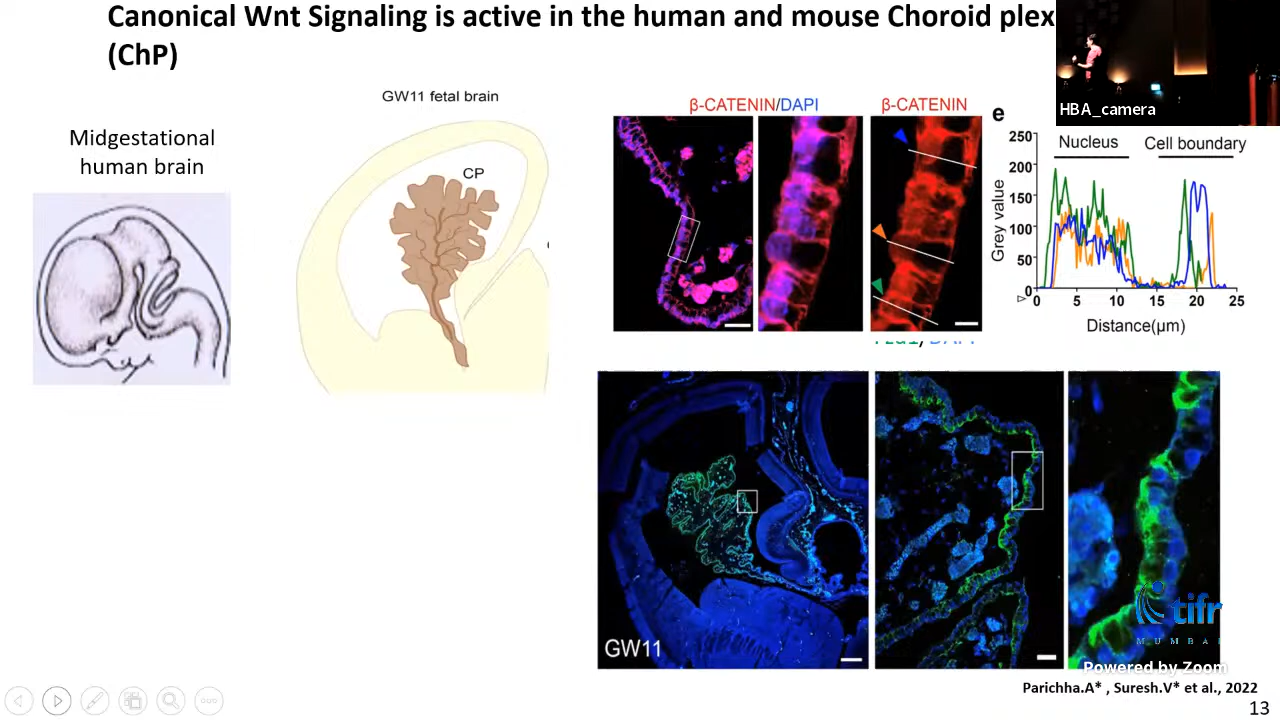 Canonical Wnt Signaling is active in the human and mouse Choroid plex
(ChP)
HBA_camera
GW11 fetal brain
Midgestational
human brain
CP
β-CATENIN/DAPI
β-CATENIN
e
Grey value
250
200
150
100
50
0
Nucleus
Cell boundary
0 5 10 15 20 25
Distance(µm)
GW11
tifr
MUMBAI
Powered by Zoom
Parichha.A* , Suresh.V* et al., 2022
13